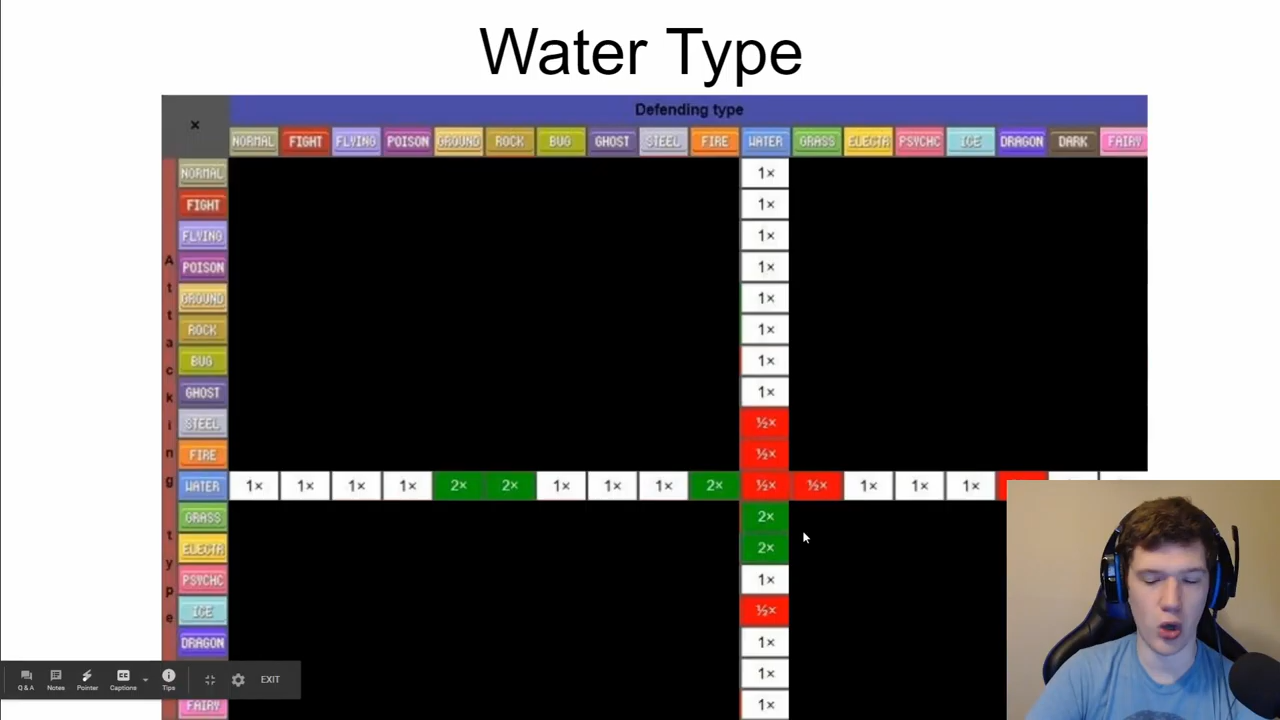 Water Type
Defending type
×
NORMAL FIGHT FLYING POISON GROUND ROCK BUG GHOST STEEL FIRE WATER GRASS ELECTR PSYCHC ICE DRAGON DARK FAIRY
Attacking type
NORMAL 1×
FIGHT 1×
FLYING 1×
POISON 1×
GROUND 1×
ROCK 1×
BUG 1×
GHOST 1×
STEEL ½×
FIRE ½×
WATER 1× 1× 1× 1× 2× 2× 1× 1× 1× 2× ½× ½× 1× 1× 1×
GRASS 2×
ELECTR 2×
PSYCHC 1×
ICE ½×
DRAGON 1×
1×
FAIRY 1×
Q & A Notes Pointer Captions Tips EXIT